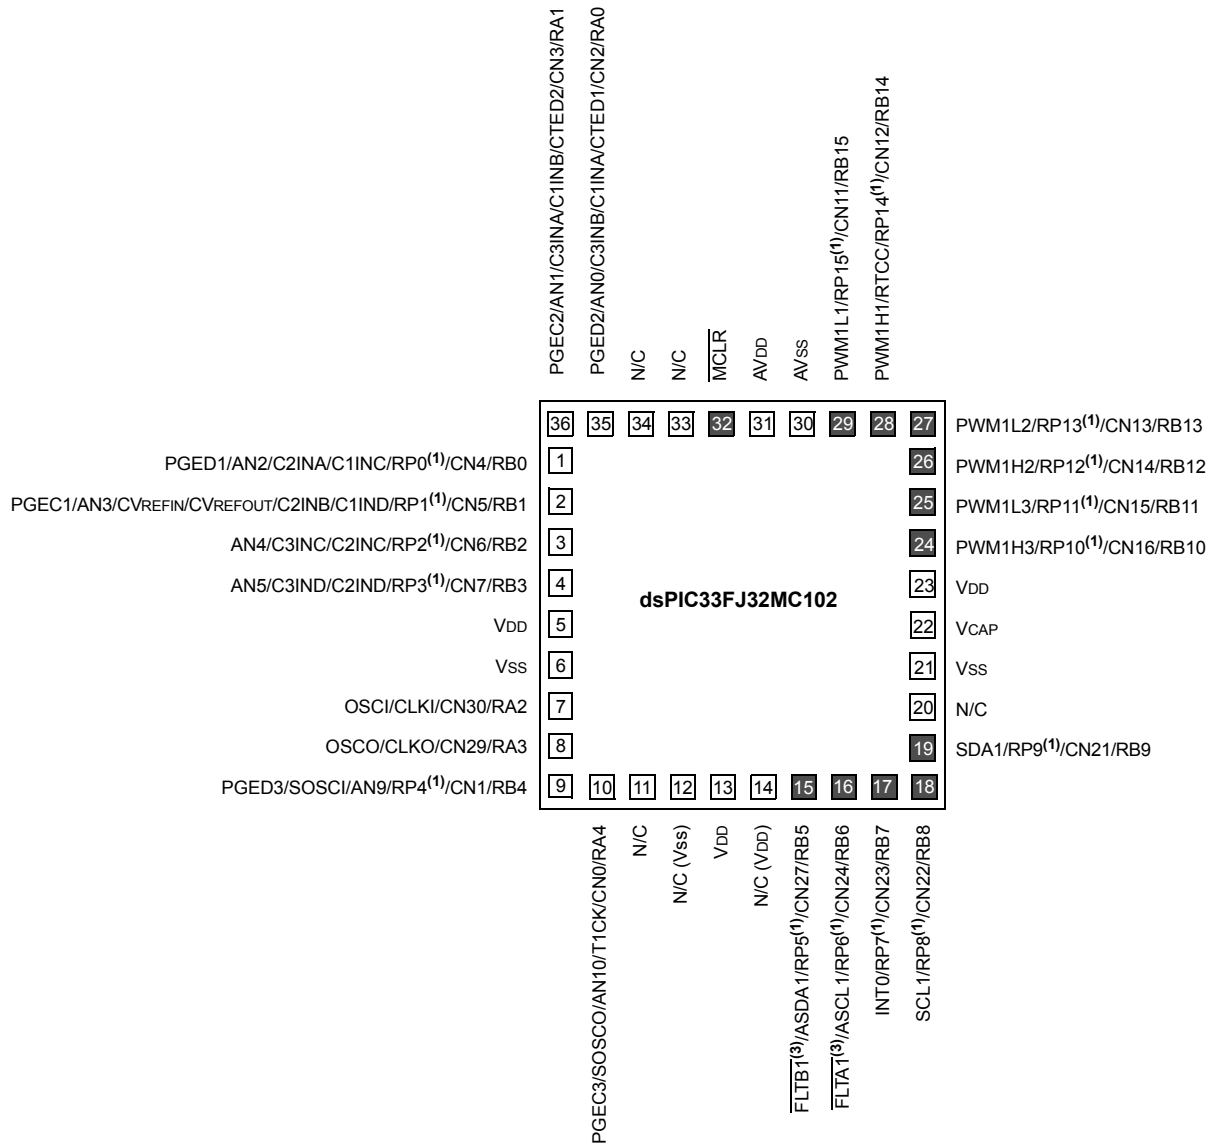 PGEC2/AN1/C3INA/C1INB/CTED2/CN3/RA1
PGED2/AN0/C3INB/C1INA/CTED1/CN2/RA0
N/C
N/C
MCLR
AVDD
AVSS
PWM1L1/RP15(1)/CN11/RB15
PWM1H1/RTCC/RP14(1)/CN12/RB14
36 35 34 33 32 31 30 29 28 27 PWM1L2/RP13(1)/CN13/RB13
PGED1/AN2/C2INA/C1INC/RP0(1)/CN4/RB0 1 26 PWM1H2/RP12(1)/CN14/RB12
PGEC1/AN3/CVREFIN/CVREFOUT/C2INB/C1IND/RP1(1)/CN5/RB1 2 25 PWM1L3/RP11(1)/CN15/RB11
AN4/C3INC/C2INC/RP2(1)/CN6/RB2 3 24 PWM1H3/RP10(1)/CN16/RB10
AN5/C3IND/C2IND/RP3(1)/CN7/RB3 4 dsPIC33FJ32MC102 23 VDD
VDD 5 22 VCAP
VSS 6 21 VSS
OSCI/CLKI/CN30/RA2 7 20 N/C
OSCO/CLKO/CN29/RA3 8 19 SDA1/RP9(1)/CN21/RB9
PGED3/SOSCI/AN9/RP4(1)/CN1/RB4 9 10 11 12 13 14 15 16 17 18
PGEC3/SOSCO/AN10/T1CK/CN0/RA4
N/C
N/C (Vss)
VDD
N/C (VDD)
FLTB1(3)/ASDA1/RP5(1)/CN27/RB5
FLTA1(3)/ASCL1/RP6(1)/CN24/RB6
INT0/RP7(1)/CN23/RB7
SCL1/RP8(1)/CN22/RB8